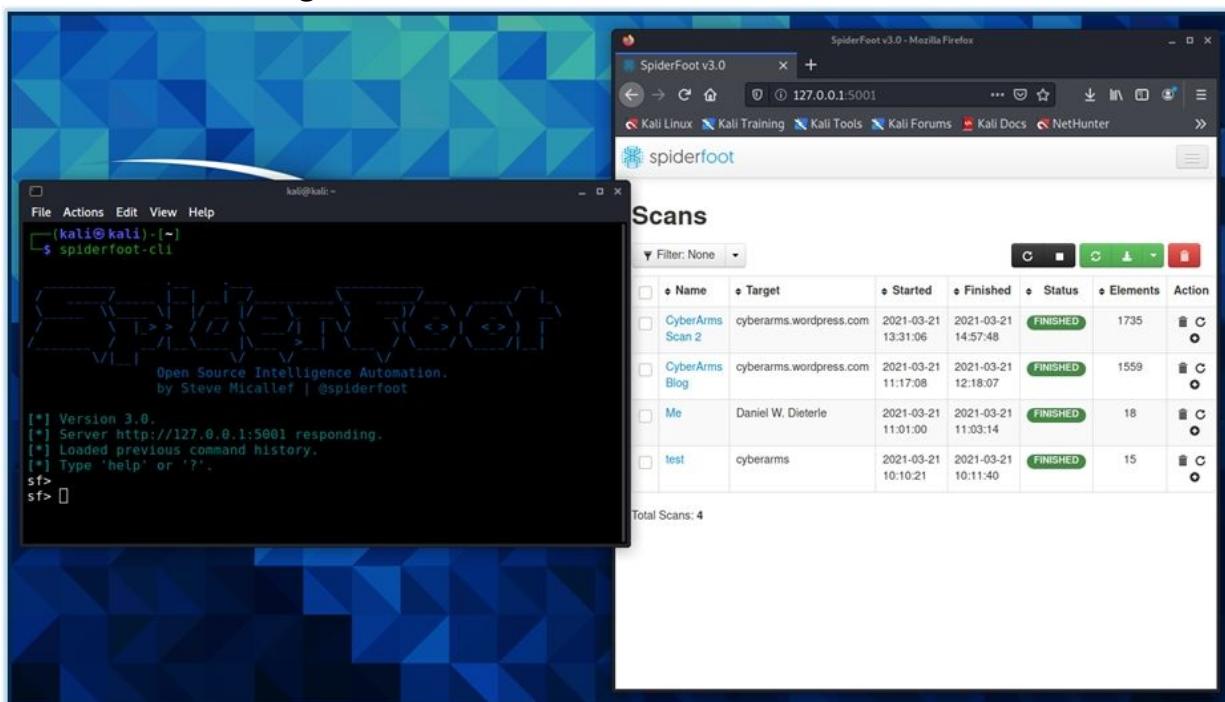 SpiderFoot v3.0 - Mozilla Firefox
SpiderFoot v3.0
127.0.0.1:5001
Kali Linux Kali Training Kali Tools Kali Forums Kali Docs NetHunter
spiderfoot
Scans
Filter: None
Name Target Started Finished Status Elements Action
CyberArms Scan 2 cyberarms.wordpress.com 2021-03-21 13:31:06 2021-03-21 14:57:48 FINISHED 1735
CyberArms Blog cyberarms.wordpress.com 2021-03-21 11:17:08 2021-03-21 12:18:07 FINISHED 1559
Me Daniel W. Dieterle 2021-03-21 11:01:00 2021-03-21 11:03:14 FINISHED 18
test cyberarms 2021-03-21 10:10:21 2021-03-21 10:11:40 FINISHED 15
Total Scans: 4
kali@kali: ~
File Actions Edit View Help
(kali㉿kali)-[~]
$ spiderfoot-cli
SpiderFoot
Open Source Intelligence Automation.
by Steve Micallef | @spiderfoot
[*] Version 3.0.
[*] Server http://127.0.0.1:5001 responding.
[*] Loaded previous command history.
[*] Type 'help' or '?'.
sf>
sf>